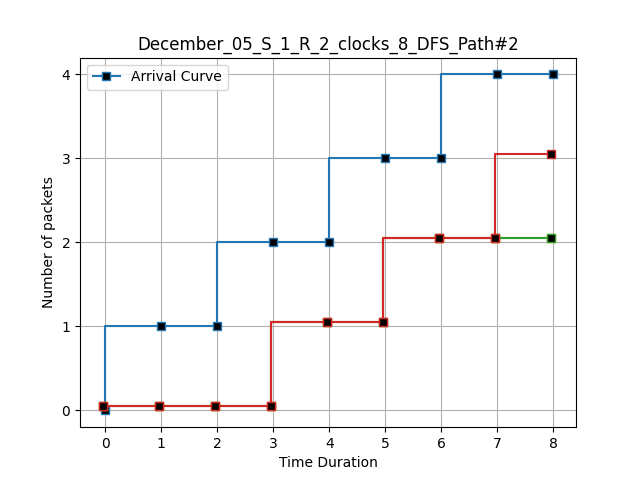 December_05_S_1_R_2_clocks_8_DFS_Path#2
Arrival Curve
Number of packets
4
3
2
1
0
0 1 2 3 4 5 6 7 8
Time Duration